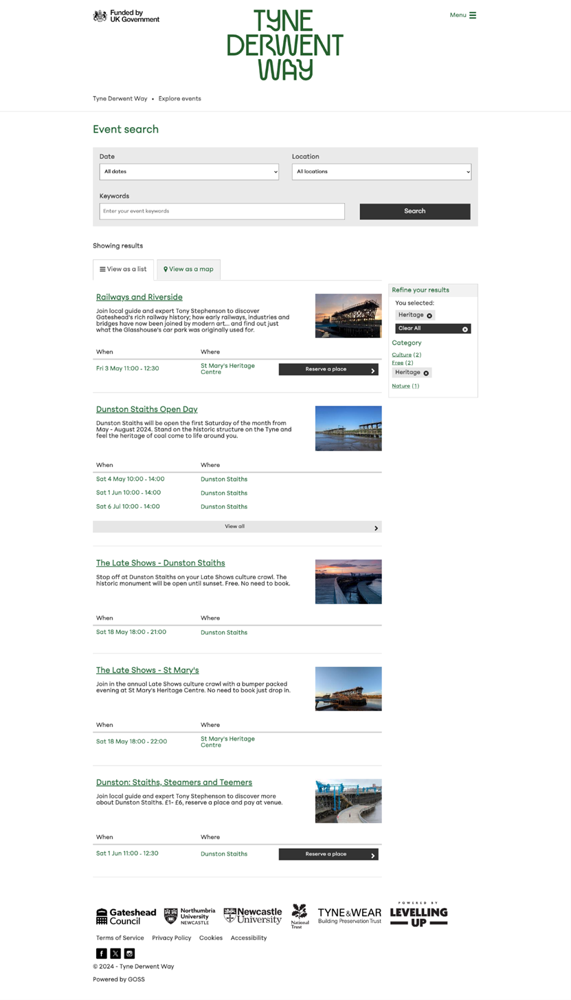 Funded by
UK Government
TYNE
DERWENT
WAY
Menu
Tyne Derwent Way • Explore events
Event search
Date
Location
All dates
All locations
Keywords
Enter your event keywords
Search
Showing results
View as a list
View as a map
Railways and Riverside
Join local guide and expert Tony Stephenson to discover
Gateshead's rich railway history; how early railways, industries and
bridges have now been joined by modern art... and find out just
what the Glasshouse's car park was originally used for.
When
Where
Fri 3 May 11:00 - 12:30
St Mary's Heritage
Centre
Reserve a place
Refine your results
You selected:
Heritage
Clear All
Category
Culture (2)
Free (2)
Heritage
Nature (1)
Dunston Staiths Open Day
Dunston Staiths will be open the first Saturday of the month from
May - August 2024. Stand on the historic structure on the Tyne and
feel the heritage of coal come to life around you.
When
Where
Sat 4 May 10:00 - 14:00
Dunston Staiths
Sat 1 Jun 10:00 - 14:00
Dunston Staiths
Sat 6 Jul 10:00 - 14:00
Dunston Staiths
View all
The Late Shows - Dunston Staiths
Stop off at Dunston Staiths on your Late Shows culture crawl. The
historic monument will be open until sunset. Free. No need to book.
When
Where
Sat 18 May 18:00 - 21:00
Dunston Staiths
The Late Shows - St Mary's
Join in the annual Late Shows culture crawl with a bumper packed
evening at St Mary's Heritage Centre. No need to book just drop in.
When
Where
Sat 18 May 18:00 - 22:00
St Mary's Heritage
Centre
Dunston: Staiths, Steamers and Teemers
Join local guide and expert Tony Stephenson to discover more
about Dunston Staiths. £1- £6, reserve a place and pay at venue.
When
Where
Sat 1 Jun 11:00 - 12:30
Dunston Staiths
Reserve a place
Gateshead
Council
Northumbria
University
NEWCASTLE
Newcastle
University
National
Trust
TYNE & WEAR
Building Preservation Trust
POWERED BY
LEVELLING
UP
Terms of Service
Privacy Policy
Cookies
Accessibility
© 2024 - Tyne Derwent Way
Powered by GOSS